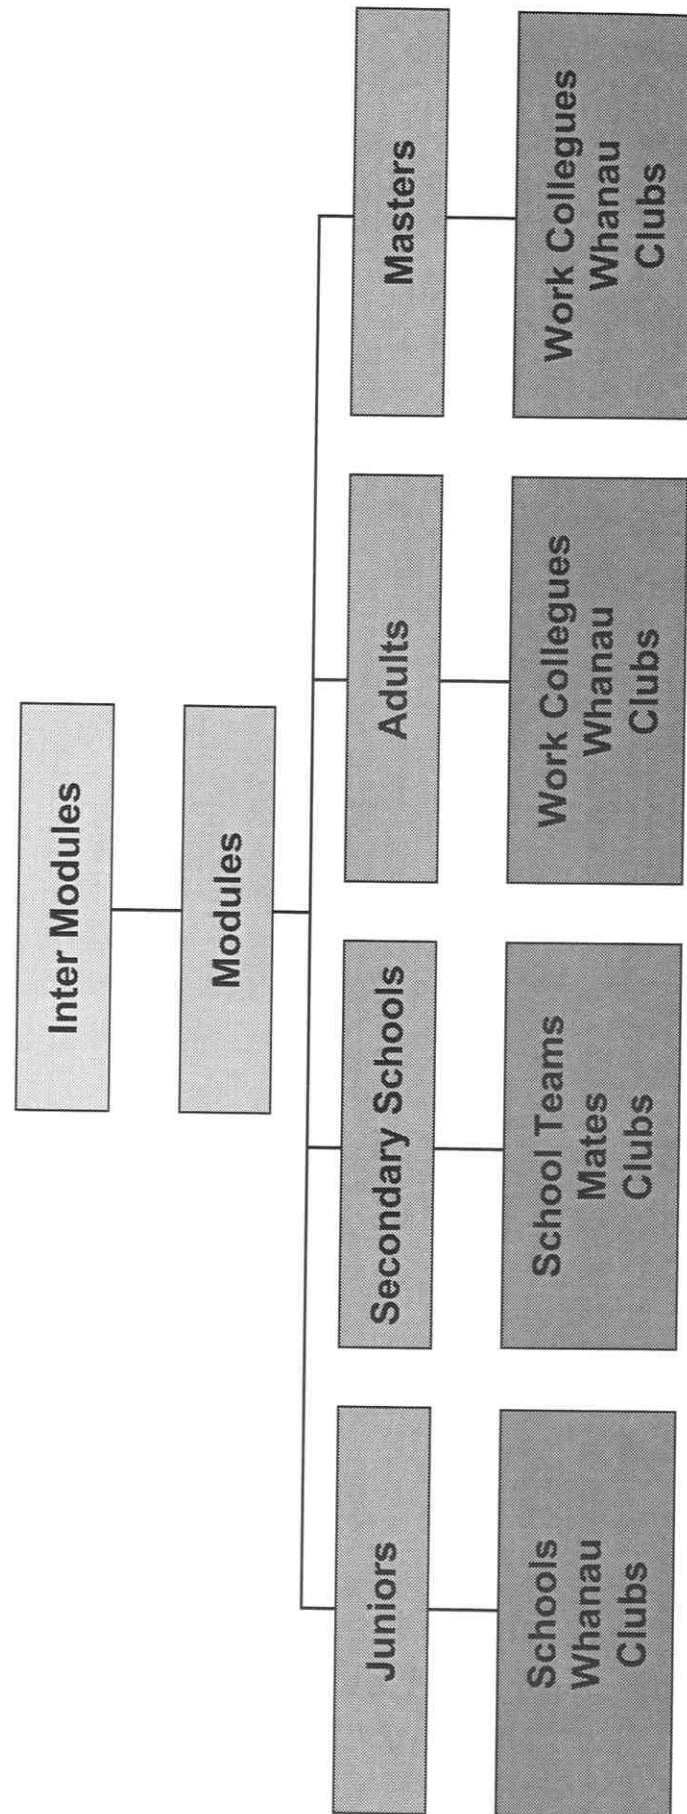 Inter Modules
Modules
Juniors
Secondary Schools
Adults
Masters
Schools
Whanau
Clubs
School Teams
Mates
Clubs
Work Collegues
Whanau
Clubs
Work Collegues
Whanau
Clubs